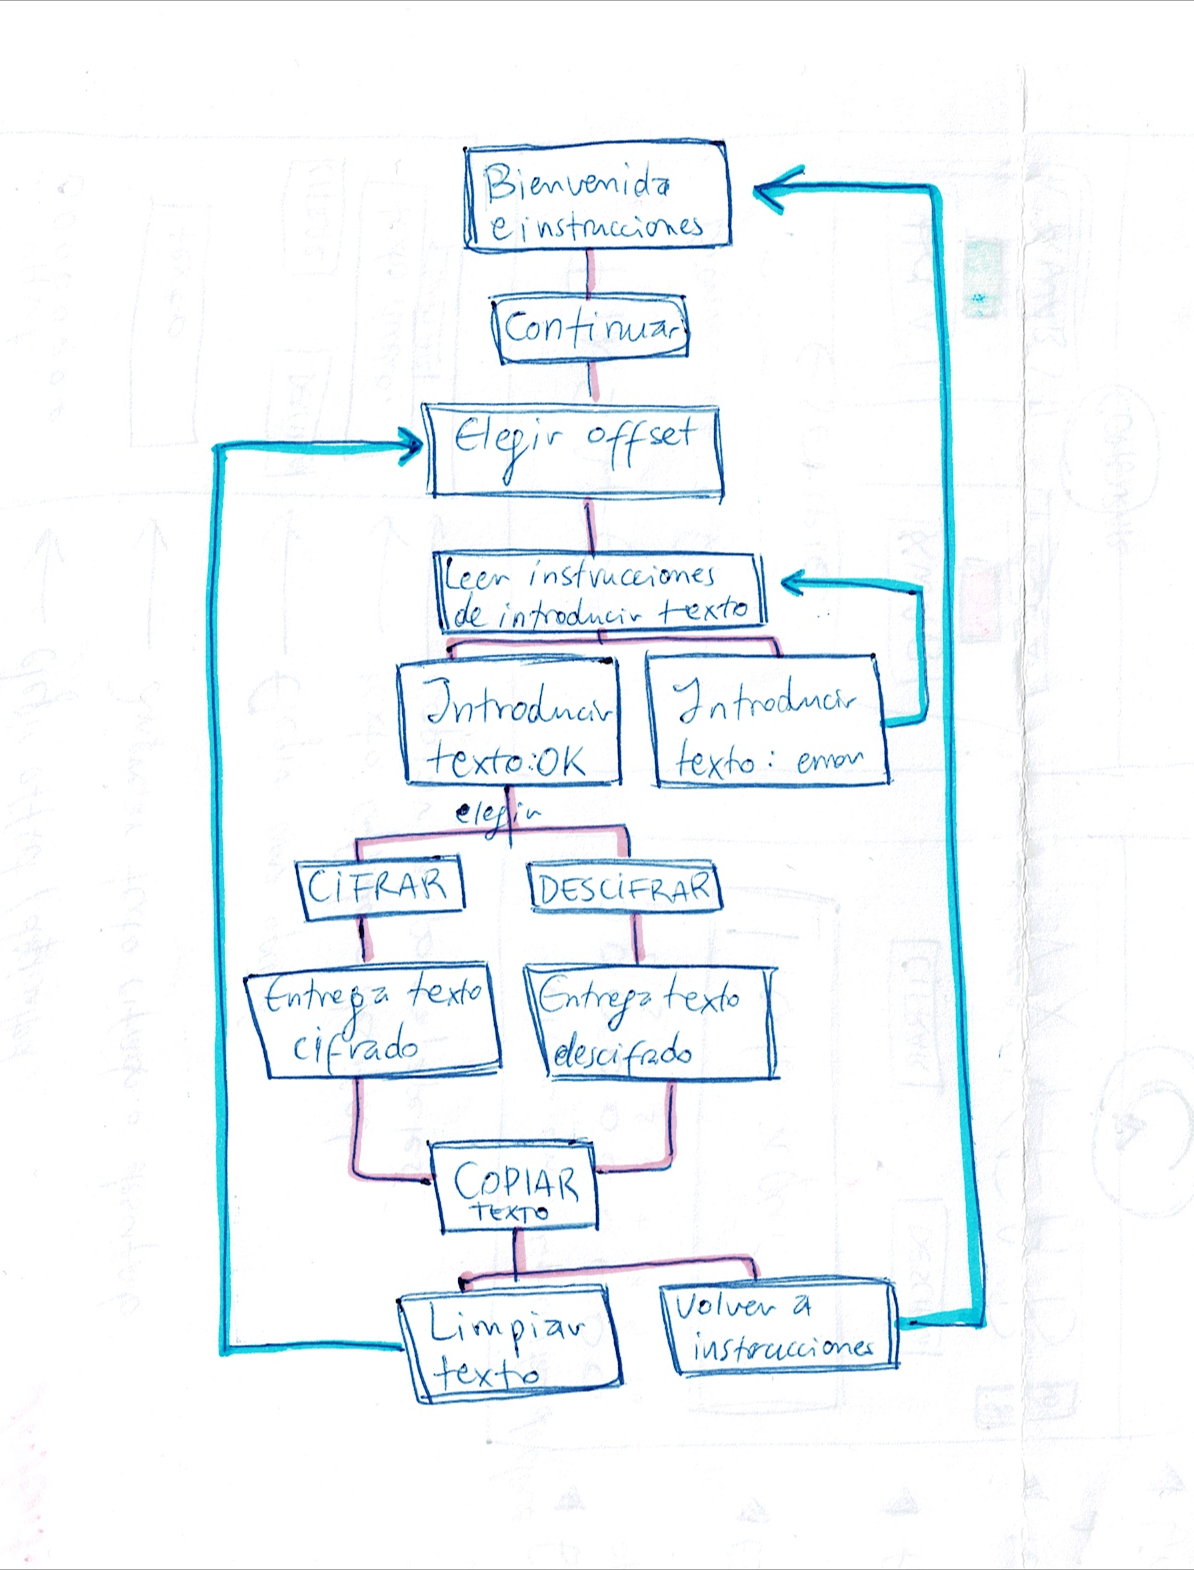 Bienvenida
e instrucciones
Continuar
Elegir offset
Leer instrucciones
de introducir texto
Introducir
texto:OK
Introducir
texto: error
elegir
CIFRAR
DESCIFRAR
Entrega texto
cifrado
Entrega texto
descifrado
COPIAR
TEXTO
Limpiar
texto
Volver a
instrucciones